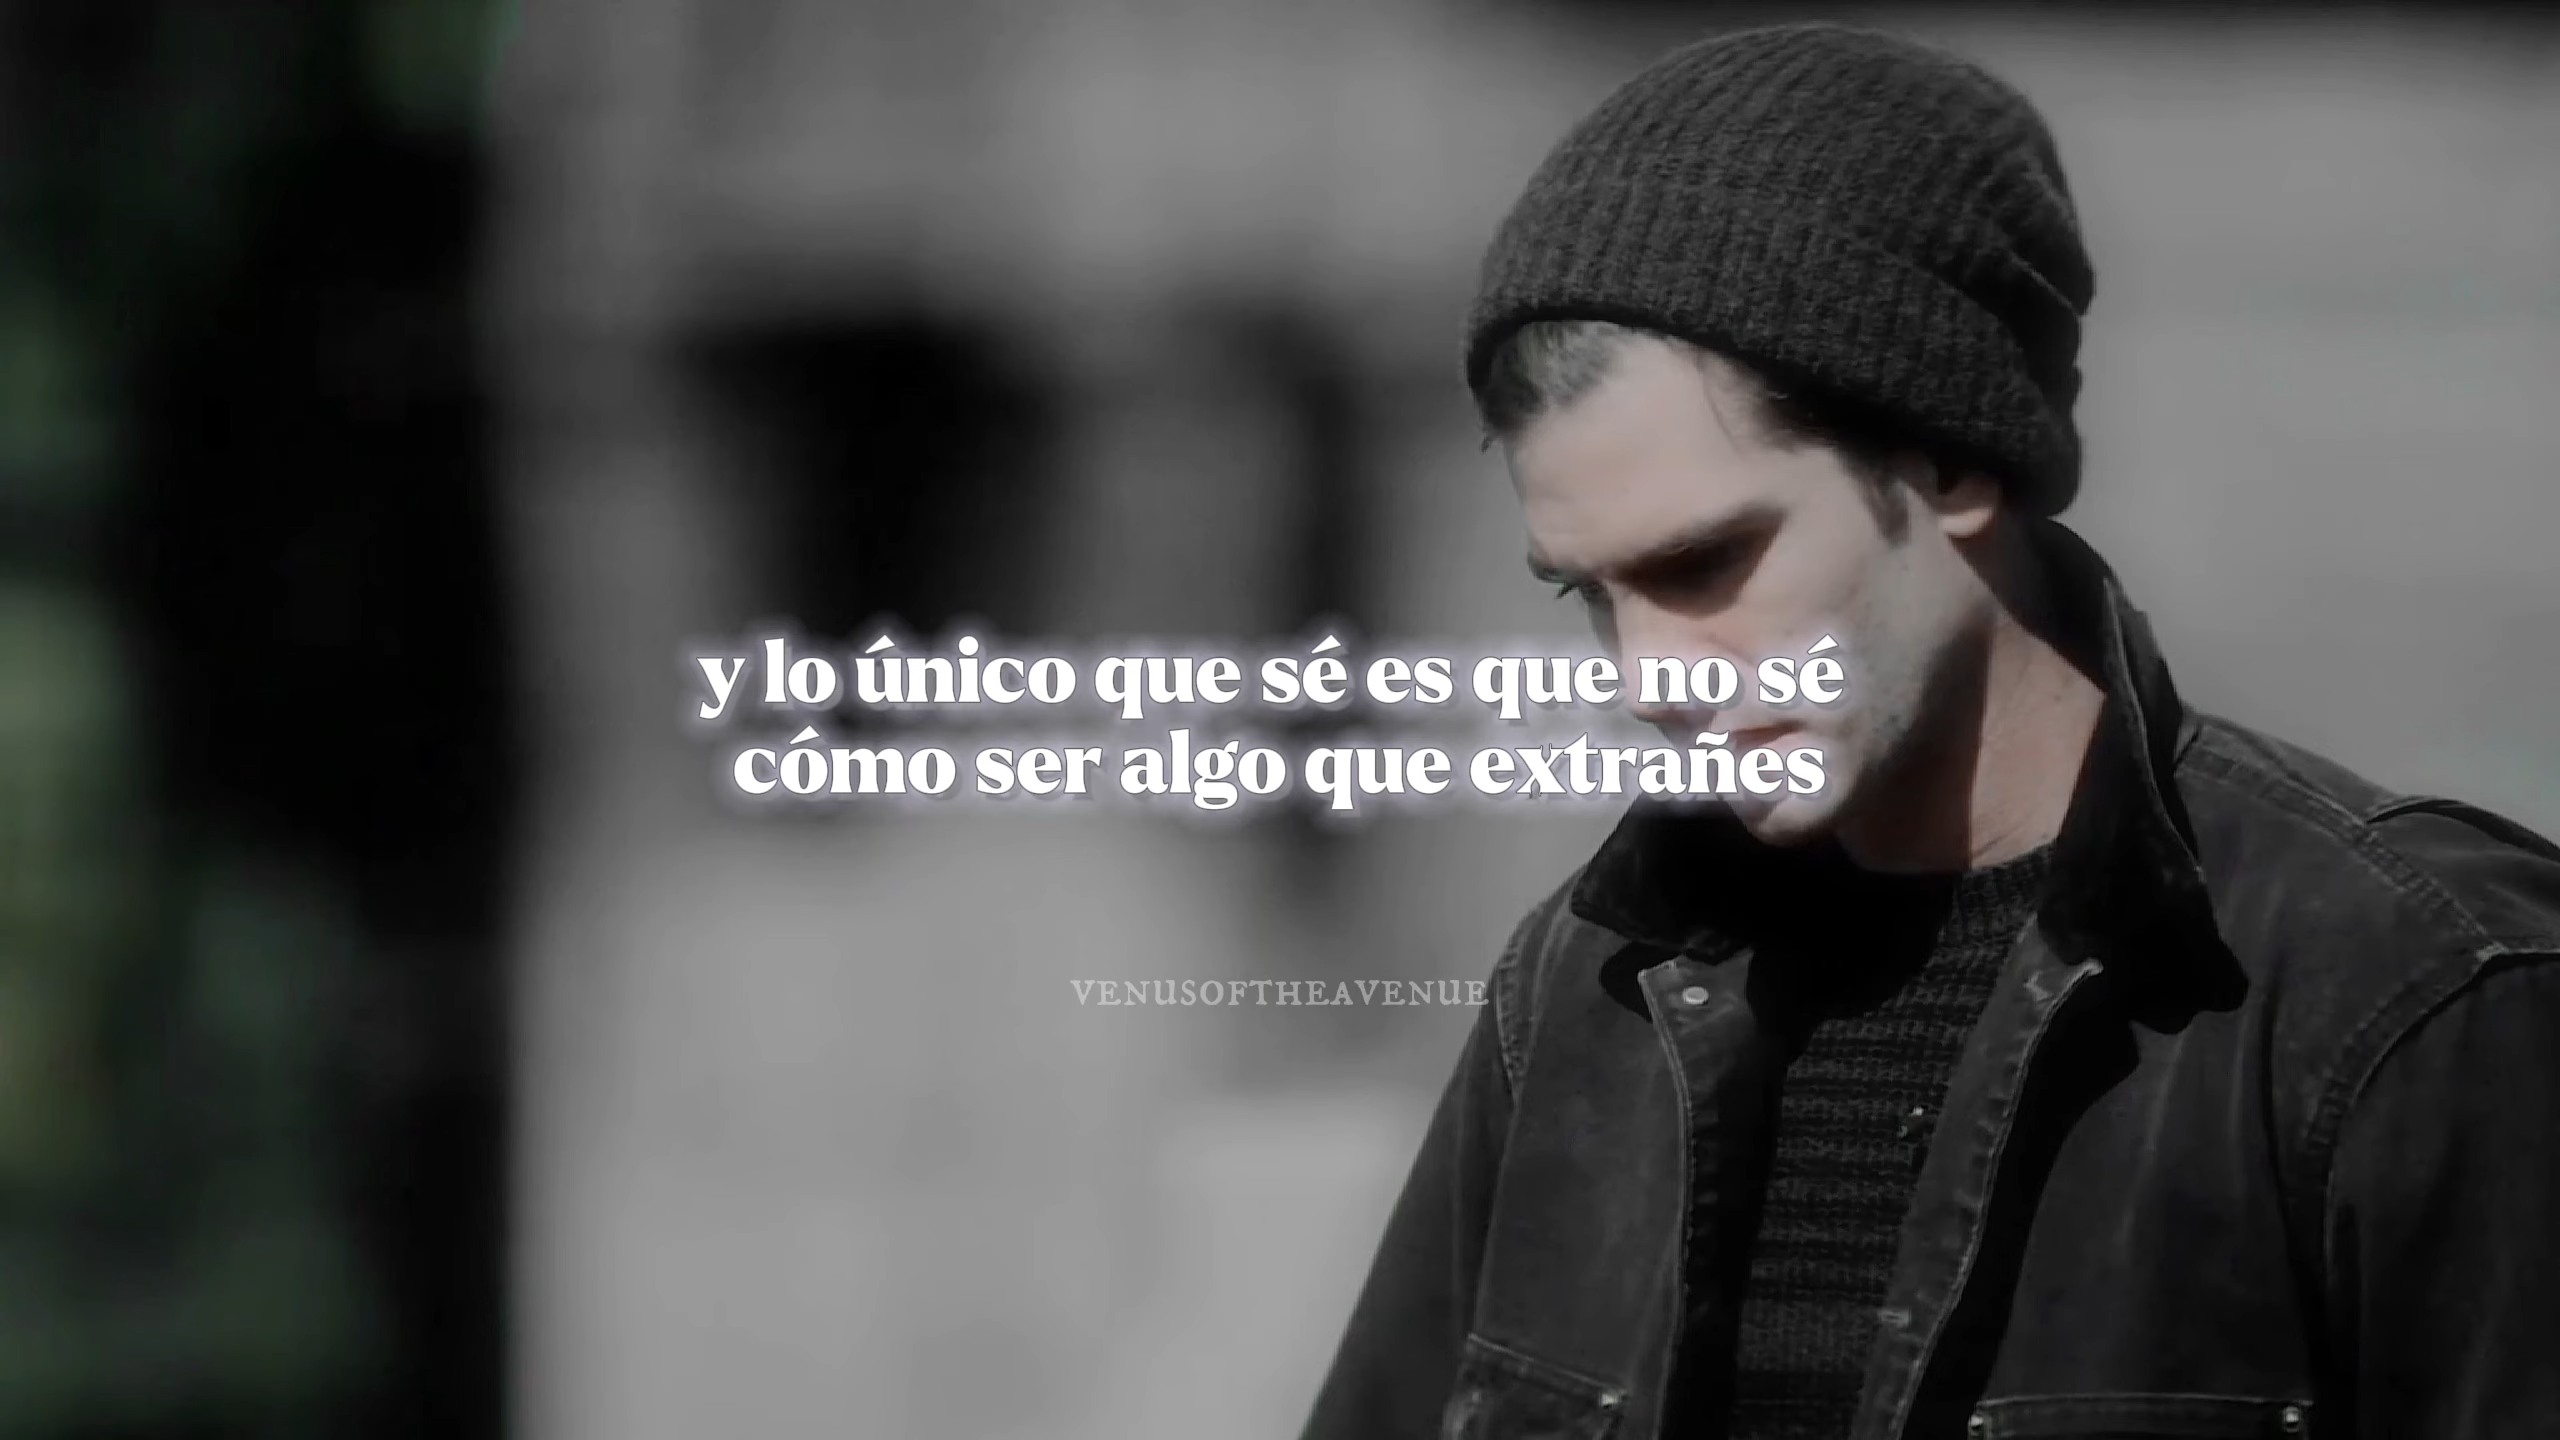 y lo único que sé es que no sé
cómo ser algo que extrañes
VENUSOFTHEAVENUE